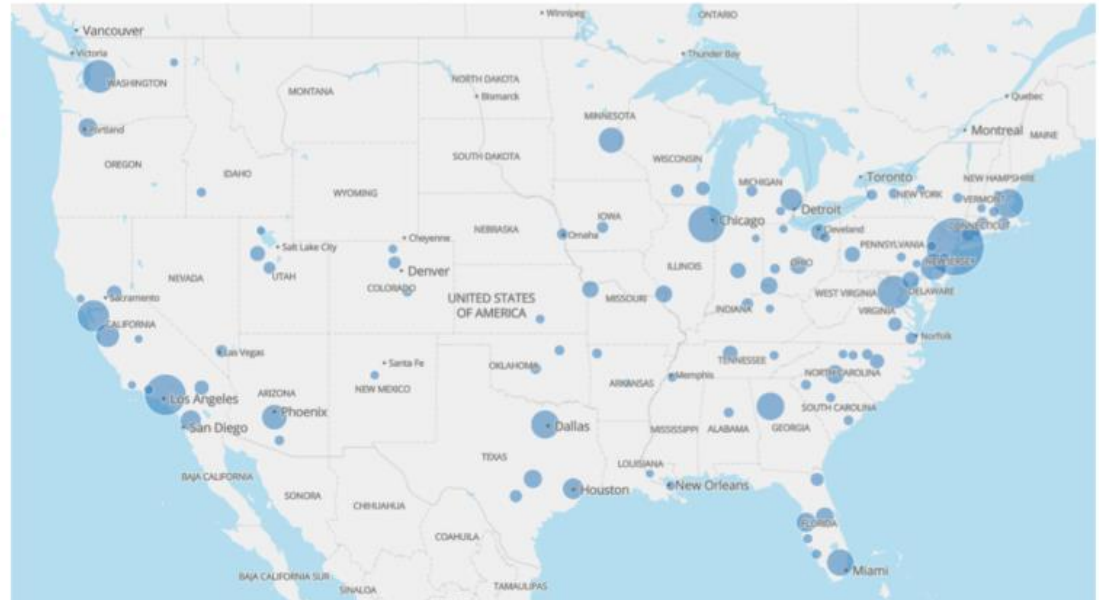 Winnipeg
ONTARIO
Vancouver
Victoria
Thunder Bay
WASHINGTON
NORTH DAKOTA
MONTANA
Bismarck
Quebec
MINNESOTA
Portland
Montreal
MAINE
SOUTH DAKOTA
WISCONSIN
OREGON
IDAHO
MICHIGAN
Toronto
NEW HAMPSHIRE
WYOMING
NEW YORK
VERMONT
Detroit
IOWA
Chicago
NEBRASKA
Cleveland
CONNECTICUT
Omaha
Cheyenne
Salt Lake City
PENNSYLVANIA
OHIO
NEW JERSEY
Denver
ILLINOIS
UTAH
NEVADA
COLORADO
WEST VIRGINIA
DELAWARE
Sacramento
UNITED STATES
OF AMERICA
MISSOURI
INDIANA
VIRGINIA
CALIFORNIA
Norfolk
Las Vegas
TENNESSEE
Santa Fe
OKLAHOMA
NORTH CAROLINA
Memphis
ARKANSAS
NEW MEXICO
ARIZONA
Los Angeles
SOUTH CAROLINA
Phoenix
San Diego
Dallas
MISSISSIPPI
ALABAMA
GEORGIA
TEXAS
LOUISIANA
BAJA CALIFORNIA
New Orleans
Houston
SONORA
CHIHUAHUA
FLORIDA
COAHUILA
Miami
BAJA CALIFORNIA SUR
TAMAULIPAS
SINALOA